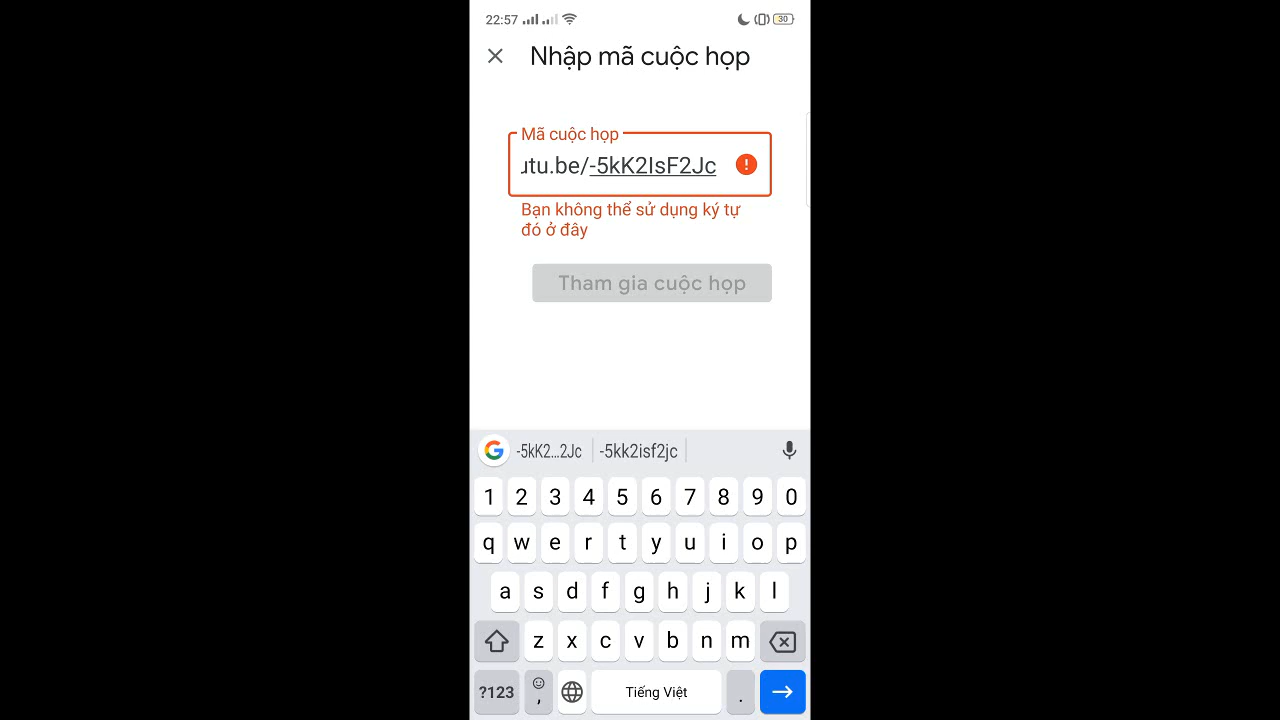 22:57
30
Nhập mã cuộc họp
Mã cuộc họp
utu.be/-5kK2IsF2Jc
Bạn không thể sử dụng ký tự
đó ở đây
Tham gia cuộc họp
-5kK2...2Jc -5kk2isf2jc
1 2 3 4 5 6 7 8 9 0
q w e r t y u i o p
a s d f g h j k l
z x c v b n m
?123 , Tiếng Việt .